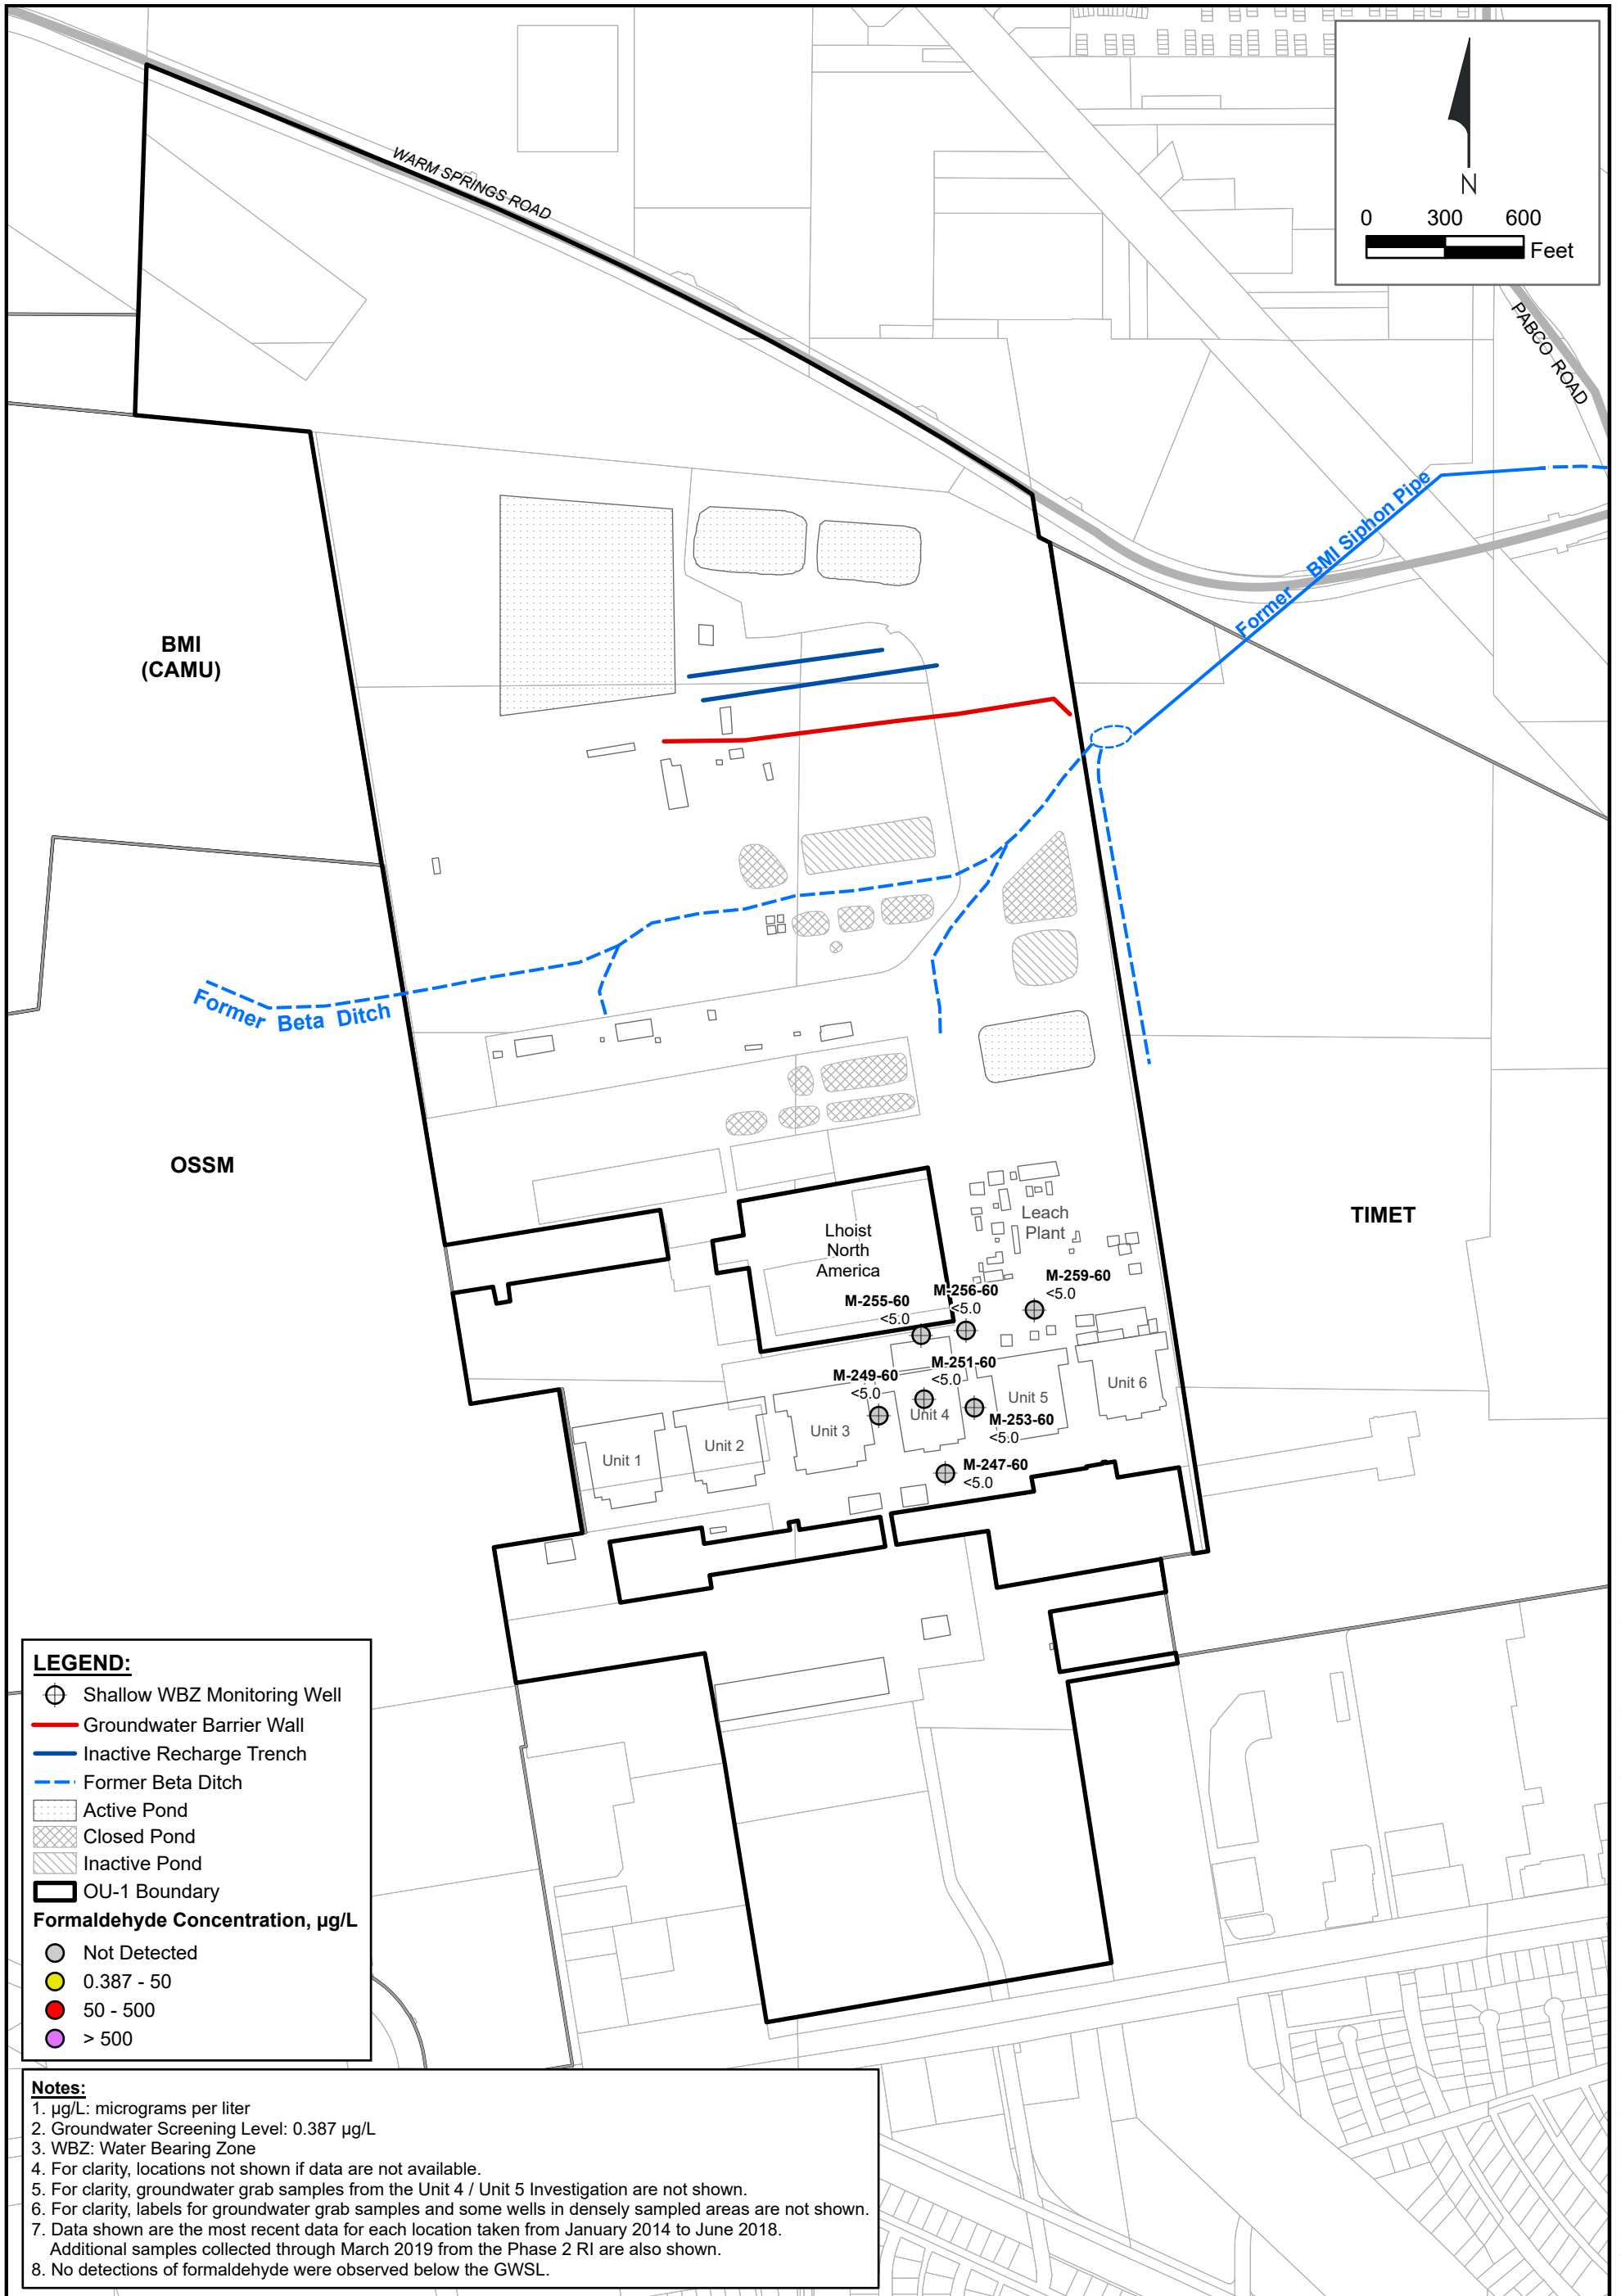 WARM SPRINGS ROAD
N
0 300 600
Feet
PABCO ROAD
Former BMI Siphon Pipe
BMI
(CAMU)
Former Beta Ditch
OSSM
TIMET
Lhoist
North
America
Leach
Plant
M-259-60
<5.0
M-256-60
<5.0
M-255-60
<5.0
M-251-60
<5.0
M-249-60
<5.0
M-253-60
<5.0
M-247-60
<5.0
Unit 1
Unit 2
Unit 3
Unit 4
Unit 5
Unit 6
LEGEND:
Shallow WBZ Monitoring Well
Groundwater Barrier Wall
Inactive Recharge Trench
Former Beta Ditch
Active Pond
Closed Pond
Inactive Pond
OU-1 Boundary
Formaldehyde Concentration, µg/L
Not Detected
0.387 - 50
50 - 500
> 500
Notes:
1. µg/L: micrograms per liter
2. Groundwater Screening Level: 0.387 µg/L
3. WBZ: Water Bearing Zone
4. For clarity, locations not shown if data are not available.
5. For clarity, groundwater grab samples from the Unit 4 / Unit 5 Investigation are not shown.
6. For clarity, labels for groundwater grab samples and some wells in densely sampled areas are not shown.
7. Data shown are the most recent data for each location taken from January 2014 to June 2018.
Additional samples collected through March 2019 from the Phase 2 RI are also shown.
8. No detections of formaldehyde were observed below the GWSL.